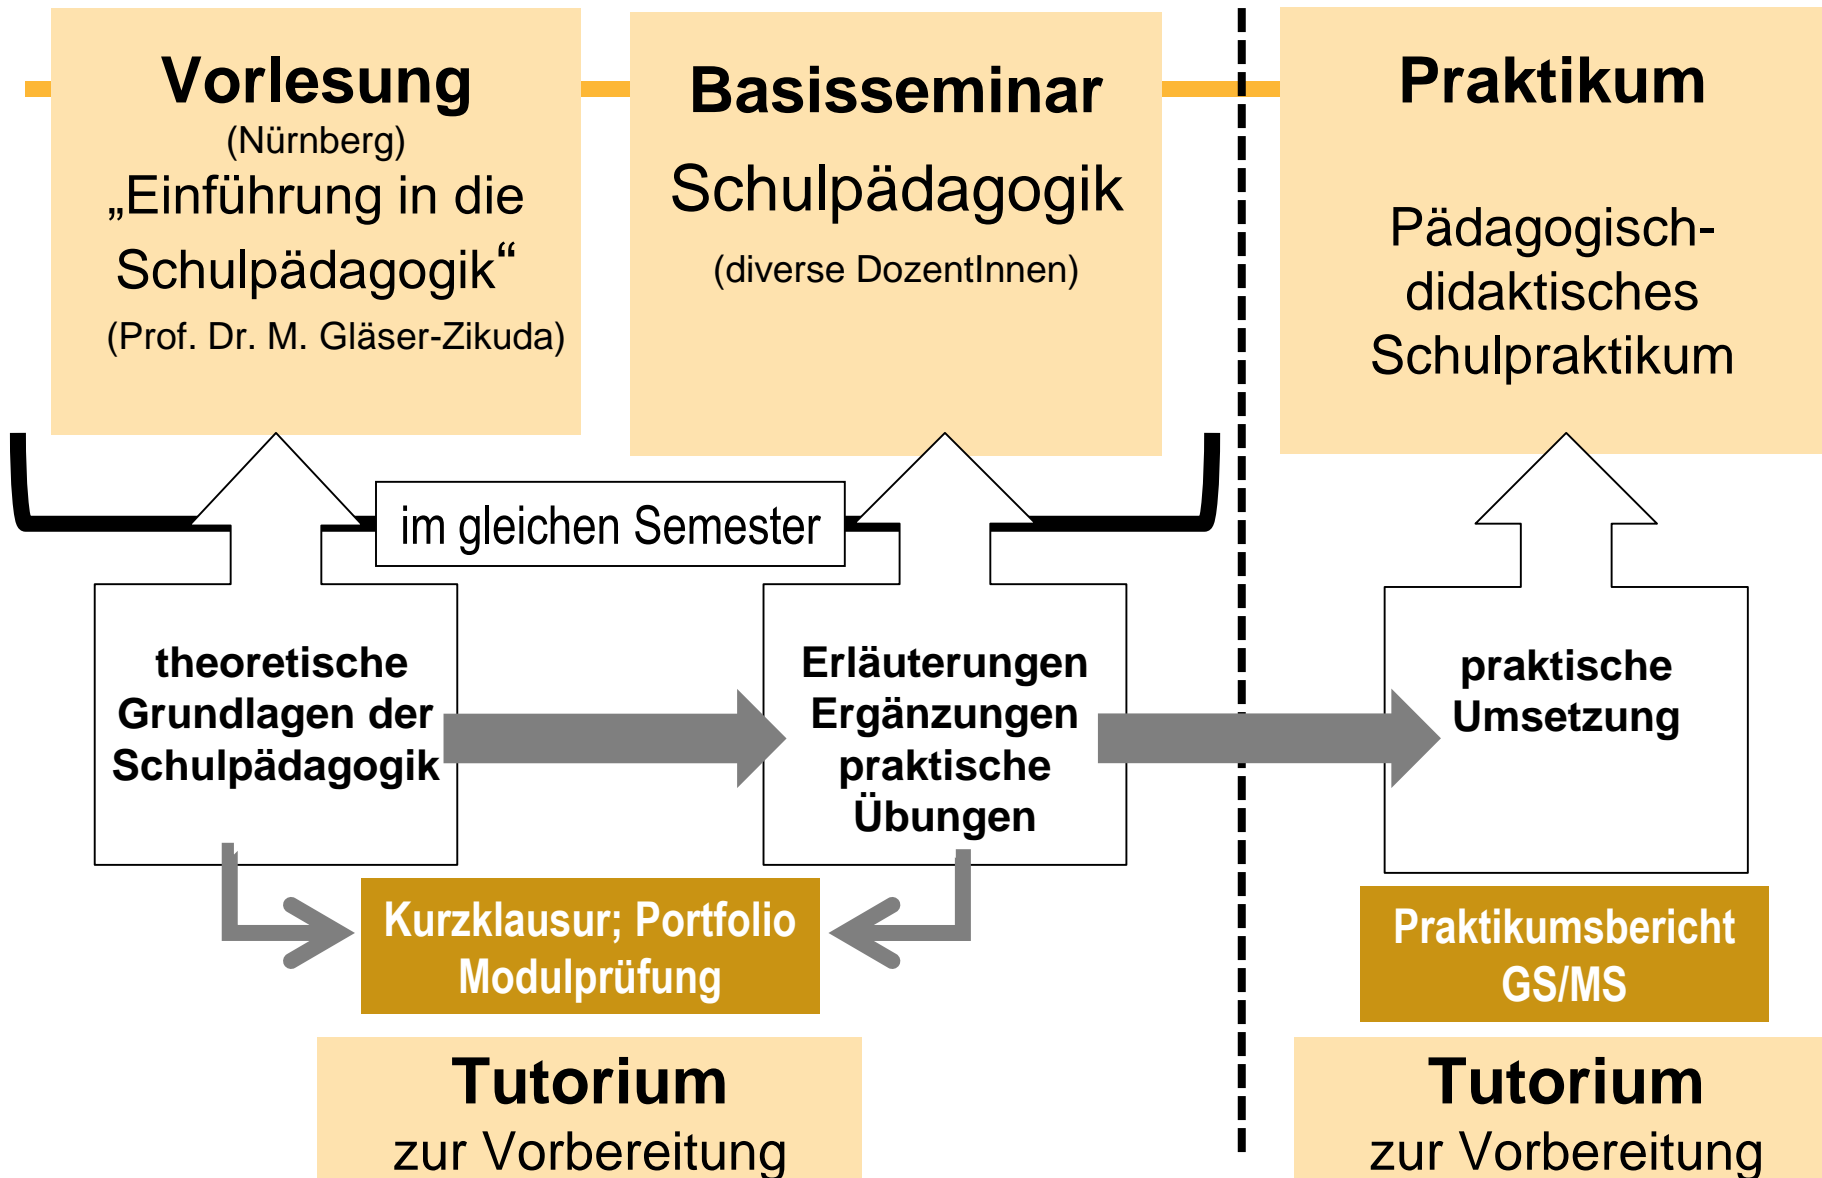 Vorlesung
(Nürnberg)
„Einführung in die
Schulpädagogik“
(Prof. Dr. M. Gläser-Zikuda)
Basisseminar
Schulpädagogik
(diverse DozentInnen)
Praktikum
Pädagogisch-
didaktisches
Schulpraktikum
im gleichen Semester
theoretische
Grundlagen der
Schulpädagogik
Erläuterungen
Ergänzungen
praktische
Übungen
praktische
Umsetzung
Kurzklausur; Portfolio
Modulprüfung
Praktikumsbericht
GS/MS
Tutorium
zur Vorbereitung
Tutorium
zur Vorbereitung